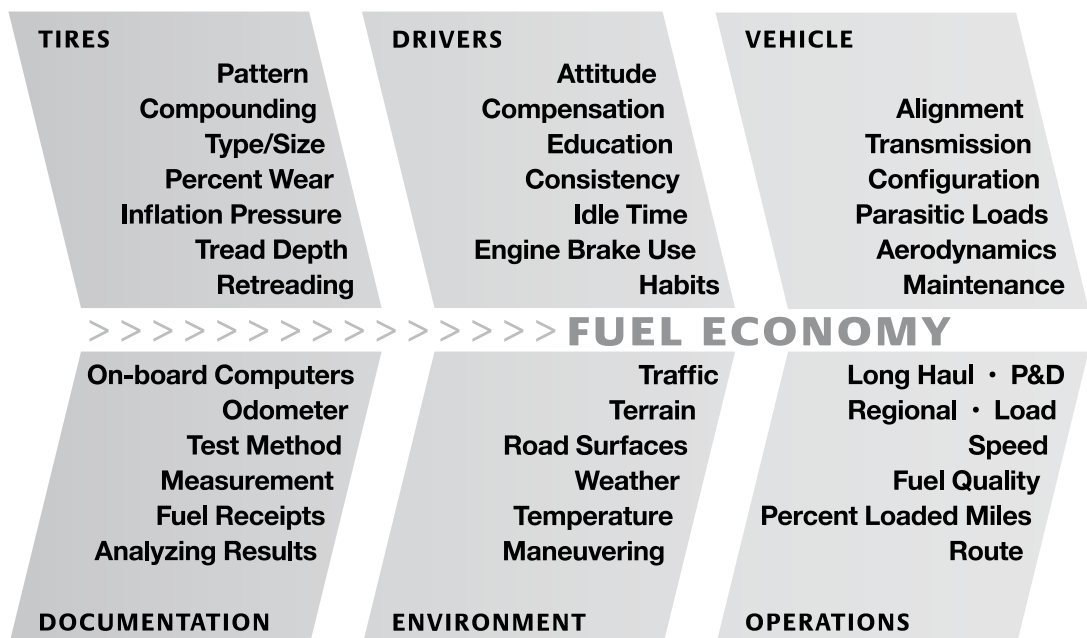 TIRES
Pattern
Compounding
Type/Size
Percent Wear
Inflation Pressure
Tread Depth
Retreading
DRIVERS
Attitude
Compensation
Education
Consistency
Idle Time
Engine Brake Use
Habits
VEHICLE
Alignment
Transmission
Configuration
Parasitic Loads
Aerodynamics
Maintenance
> > > > > > > > > > > > > > > FUEL ECONOMY
On-board Computers
Odometer
Test Method
Measurement
Fuel Receipts
Analyzing Results
DOCUMENTATION
Traffic
Terrain
Road Surfaces
Weather
Temperature
Maneuvering
ENVIRONMENT
Long Haul • P&D
Regional • Load
Speed
Fuel Quality
Percent Loaded Miles
Route
OPERATIONS